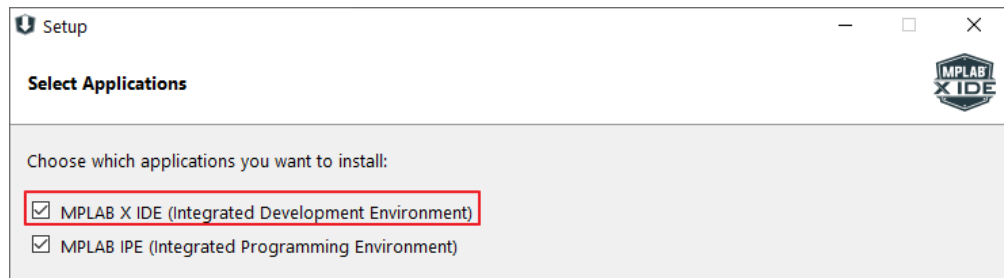 Setup
Select Applications
MPLAB
X IDE
Choose which applications you want to install:
MPLAB X IDE (Integrated Development Environment)
MPLAB IPE (Integrated Programming Environment)